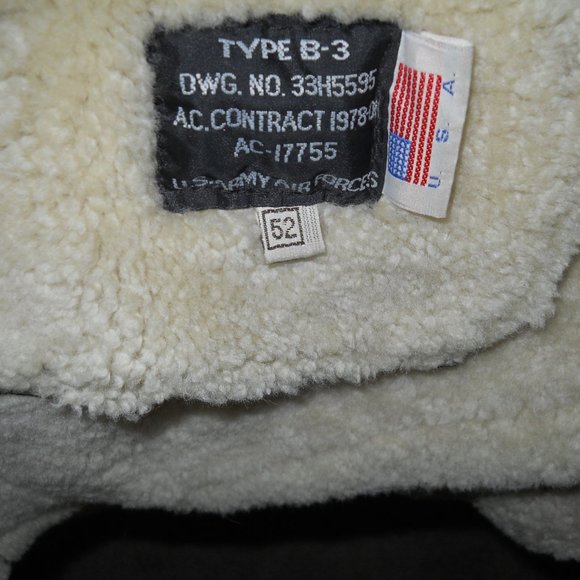 TYPE B-3
DWG. NO. 33H5595
A.C. CONTRACT 1978-
AC-17755
U.S. ARMY AIR FORCES
U. S. A.
52